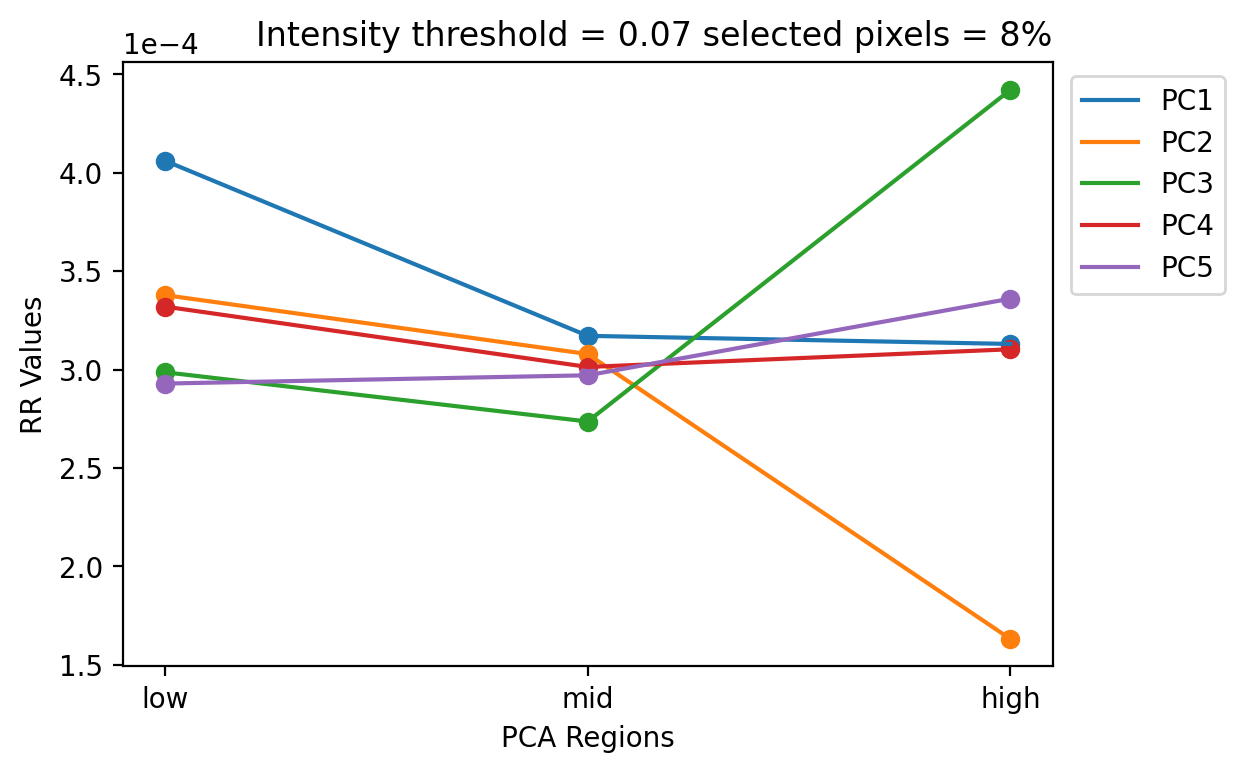 Intensity threshold = 0.07 selected pixels = 8%
1e−4
4.5
4.0
3.5
3.0
2.5
2.0
1.5
RR Values
low mid high
PCA Regions
PC1
PC2
PC3
PC4
PC5